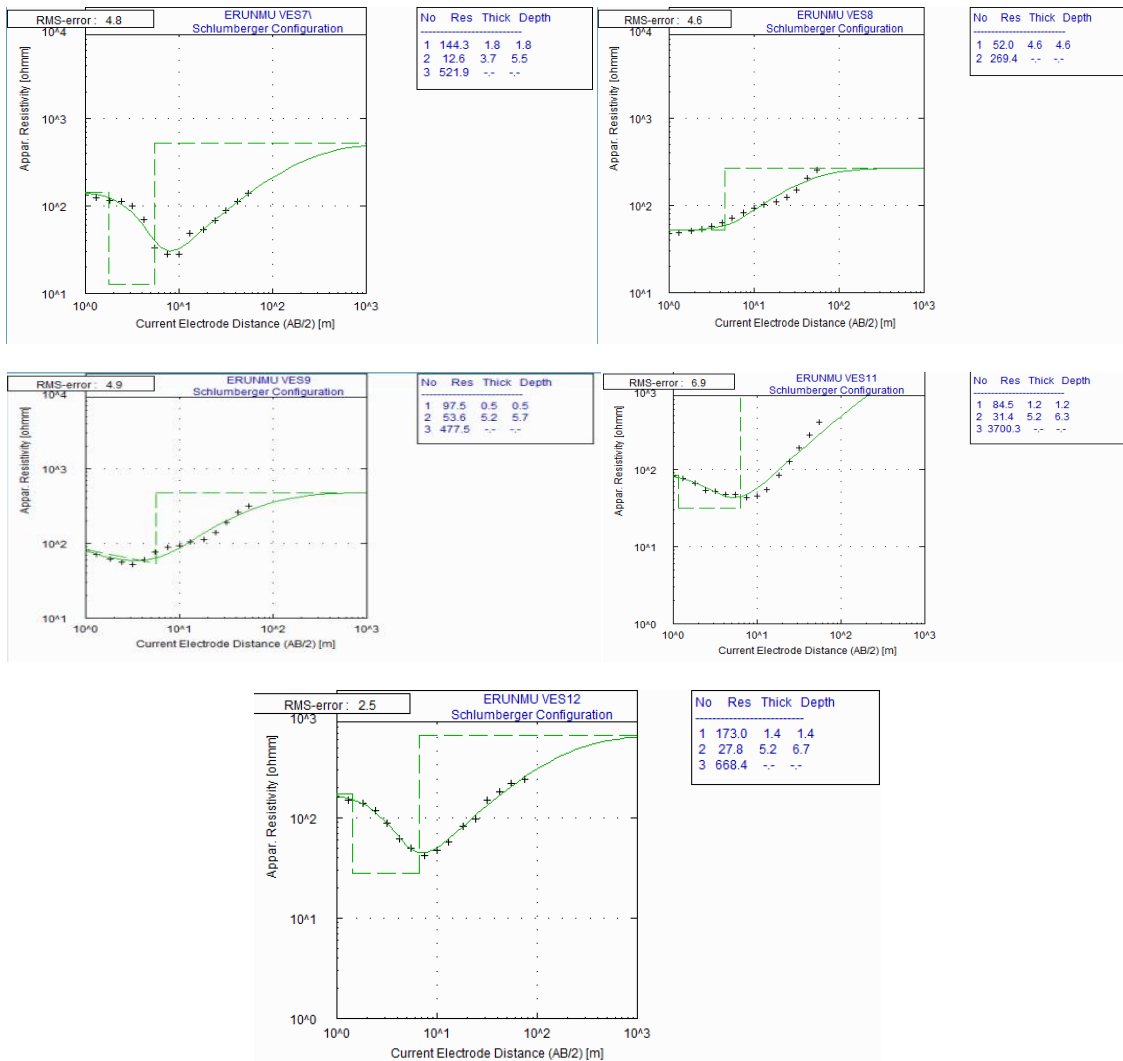 RMS-error : 4.8
ERUNMU VES7\
Schlumberger Configuration
10^4
10^3
10^2
10^1
Appar. Resistivity [ohmm]
10^0 10^1 10^2 10^3
Current Electrode Distance (AB/2) [m]
No Res Thick Depth
------------------------
1 144.3 1.8 1.8
2 12.6 3.7 5.5
3 521.9 -.- -.-
RMS-error : 4.6
ERUNMU VES8
Schlumberger Configuration
10^4
10^3
10^2
10^1
Appar. Resistivity [ohmm]
10^0 10^1 10^2 10^3
Current Electrode Distance (AB/2) [m]
No Res Thick Depth
------------------------
1 52.0 4.6 4.6
2 269.4 -.- -.-
RMS-error : 4.9
ERUNMU VES9
Schlumberger Configuration
10^4
10^3
10^2
10^1
Appar. Resistivity [ohmm]
10^0 10^1 10^2 10^3
Current Electrode Distance (AB/2) [m]
No Res Thick Depth
------------------------
1 97.5 0.5 0.5
2 53.6 5.2 5.7
3 477.5 -.- -.-
RMS-error : 6.9
ERUNMU VES11
Schlumberger Configuration
10^3
10^2
10^1
10^0
Appar. Resistivity [ohmm]
10^0 10^1 10^2 10^3
Current Electrode Distance (AB/2) [m]
No Res Thick Depth
------------------------
1 84.5 1.2 1.2
2 31.4 5.2 6.3
3 3700.3 -.- -.-
RMS-error : 2.5
ERUNMU VES12
Schlumberger Configuration
10^3
10^2
10^1
10^0
Appar. Resistivity [ohmm]
10^0 10^1 10^2 10^3
Current Electrode Distance (AB/2) [m]
No Res Thick Depth
------------------------
1 173.0 1.4 1.4
2 27.8 5.2 6.7
3 668.4 -.- -.-